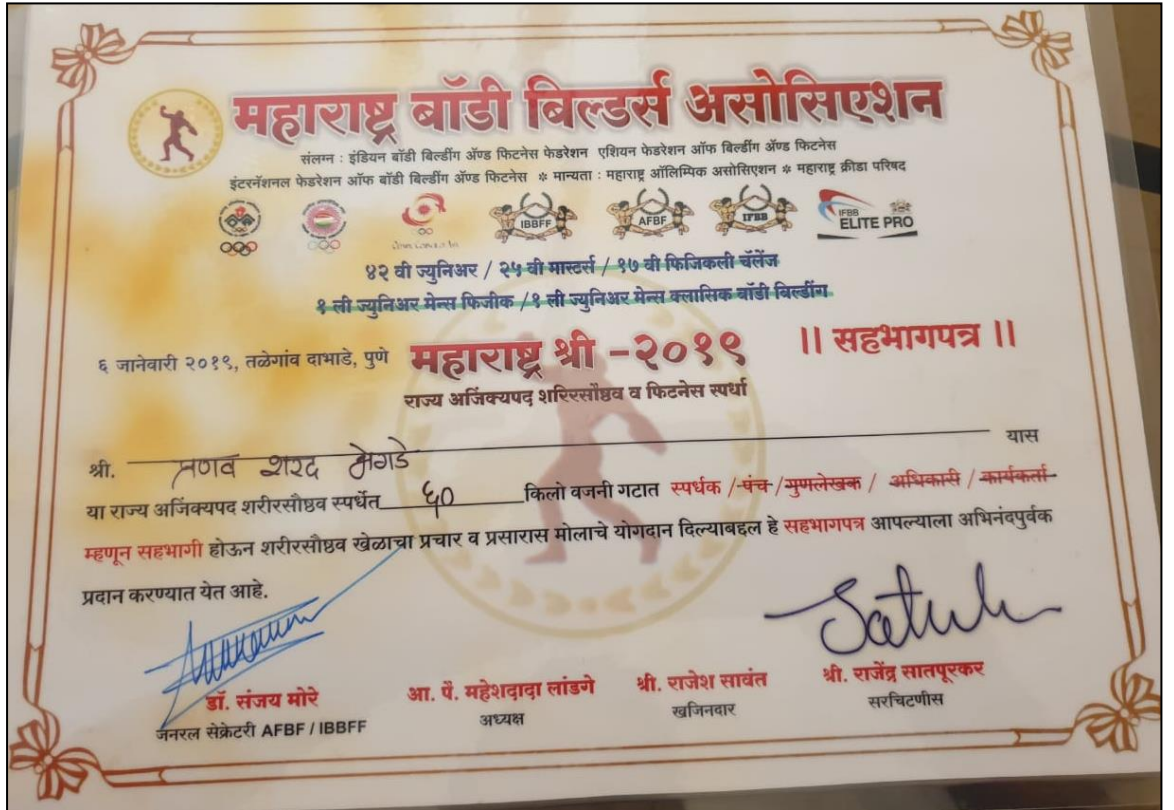 महाराष्ट्र बॉडी बिल्डर्स असोसिएशन
संलग्न : इंडियन बॉडी बिल्डींग ॲण्ड फिटनेस फेडरेशन एशियन फेडरेशन ऑफ बिल्डींग ॲण्ड फिटनेस
इंटरनॅशनल फेडरेशन ऑफ बॉडी बिल्डींग ॲण्ड फिटनेस ❉ मान्यता : महाराष्ट्र ऑलिम्पिक असोसिएशन ❉ महाराष्ट्र क्रीडा परिषद
IBBFF AFBF IFBB IFBB ELITE PRO
४२ वी ज्युनिअर / २५ वी मास्टर्स / १७ वी फिजिकली चॅलेंज
१ ली ज्युनिअर मेन्स फिजीक / १ ली ज्युनिअर मेन्स क्लासिक बॉडी बिल्डींग
६ जानेवारी २०१९, तळेगांव दाभाडे, पुणे महाराष्ट्र श्री -२०१९ ॥ सहभागपत्र ॥
राज्य अजिंक्यपद शरिरसौष्ठव व फिटनेस स्पर्धा
श्री. प्रणव शरद भेगडे यास
या राज्य अजिंक्यपद शरीरसौष्ठव स्पर्धेत ६० किलो वजनी गटात स्पर्धक / पंच / गुणलेखक / अधिकारी / कार्यकर्ता
म्हणून सहभागी होऊन शरीरसौष्ठव खेळाचा प्रचार व प्रसारास मोलाचे योगदान दिल्याबद्दल हे सहभागपत्र आपल्याला अभिनंदपुर्वक
प्रदान करण्यात येत आहे.
डॉ. संजय मोरे आ. पै. महेशदादा लांडगे श्री. राजेश सावंत श्री. राजेंद्र सातपूरकर
जनरल सेक्रेटरी AFBF / IBBFF अध्यक्ष खजिनदार सरचिटणीस